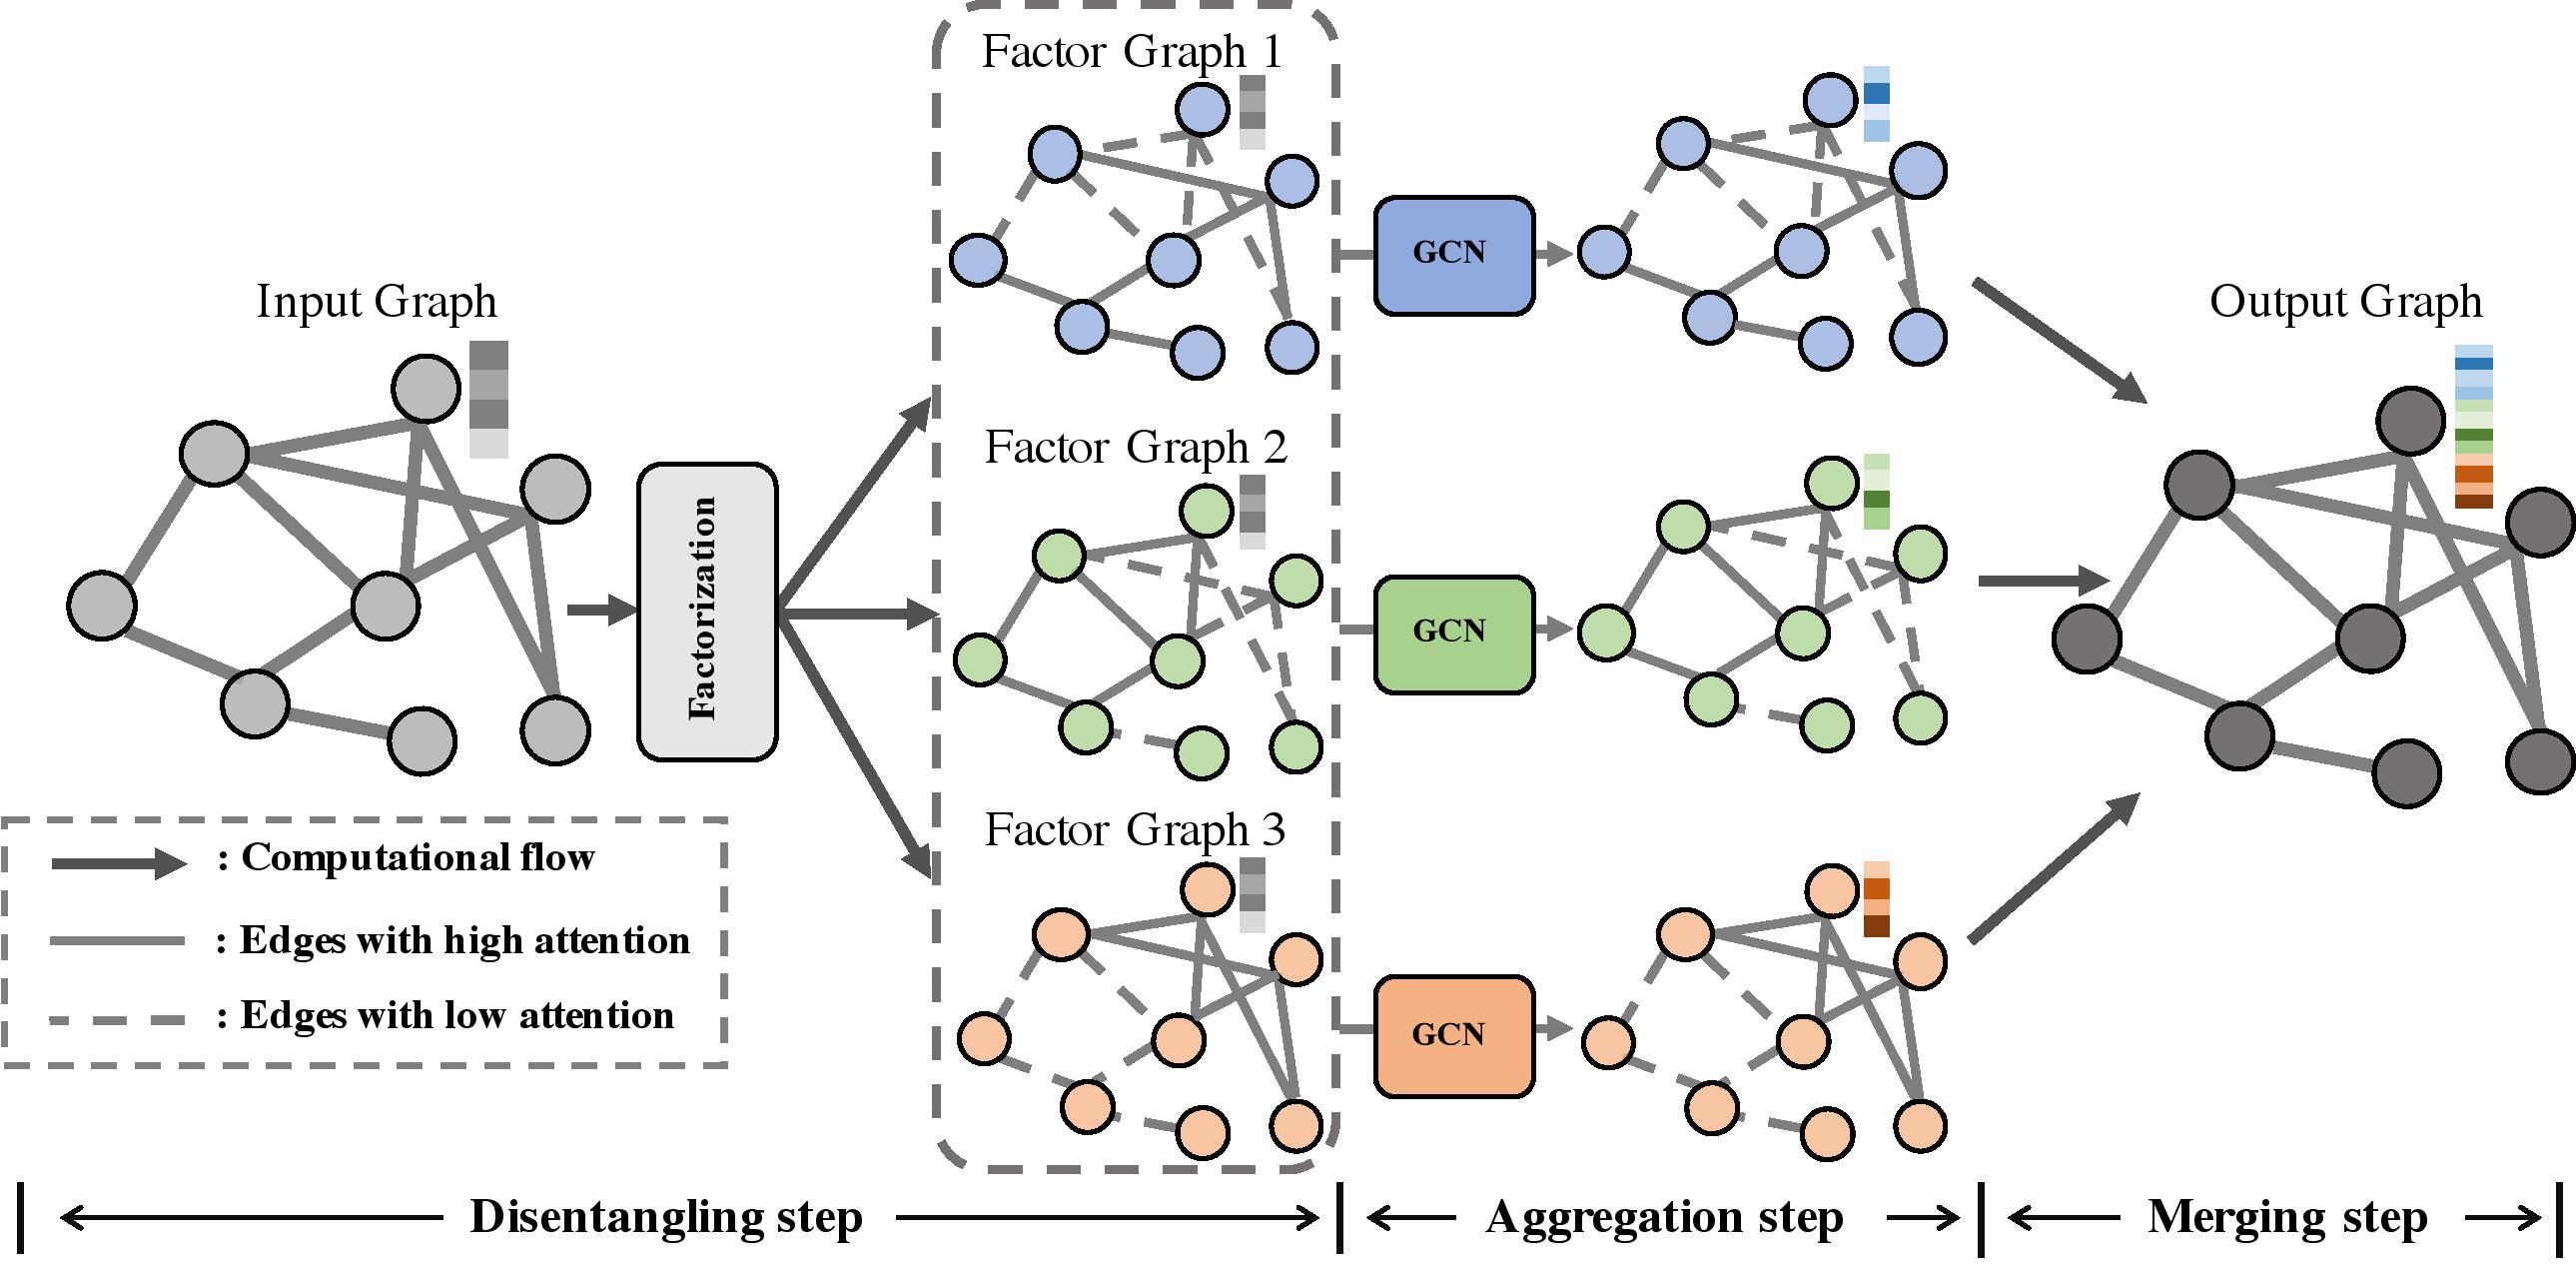 Input Graph
Factorization
Factor Graph 1
Factor Graph 2
Factor Graph 3
GCN
GCN
GCN
Output Graph
: Computational flow
: Edges with high attention
: Edges with low attention
Disentangling step
Aggregation step
Merging step